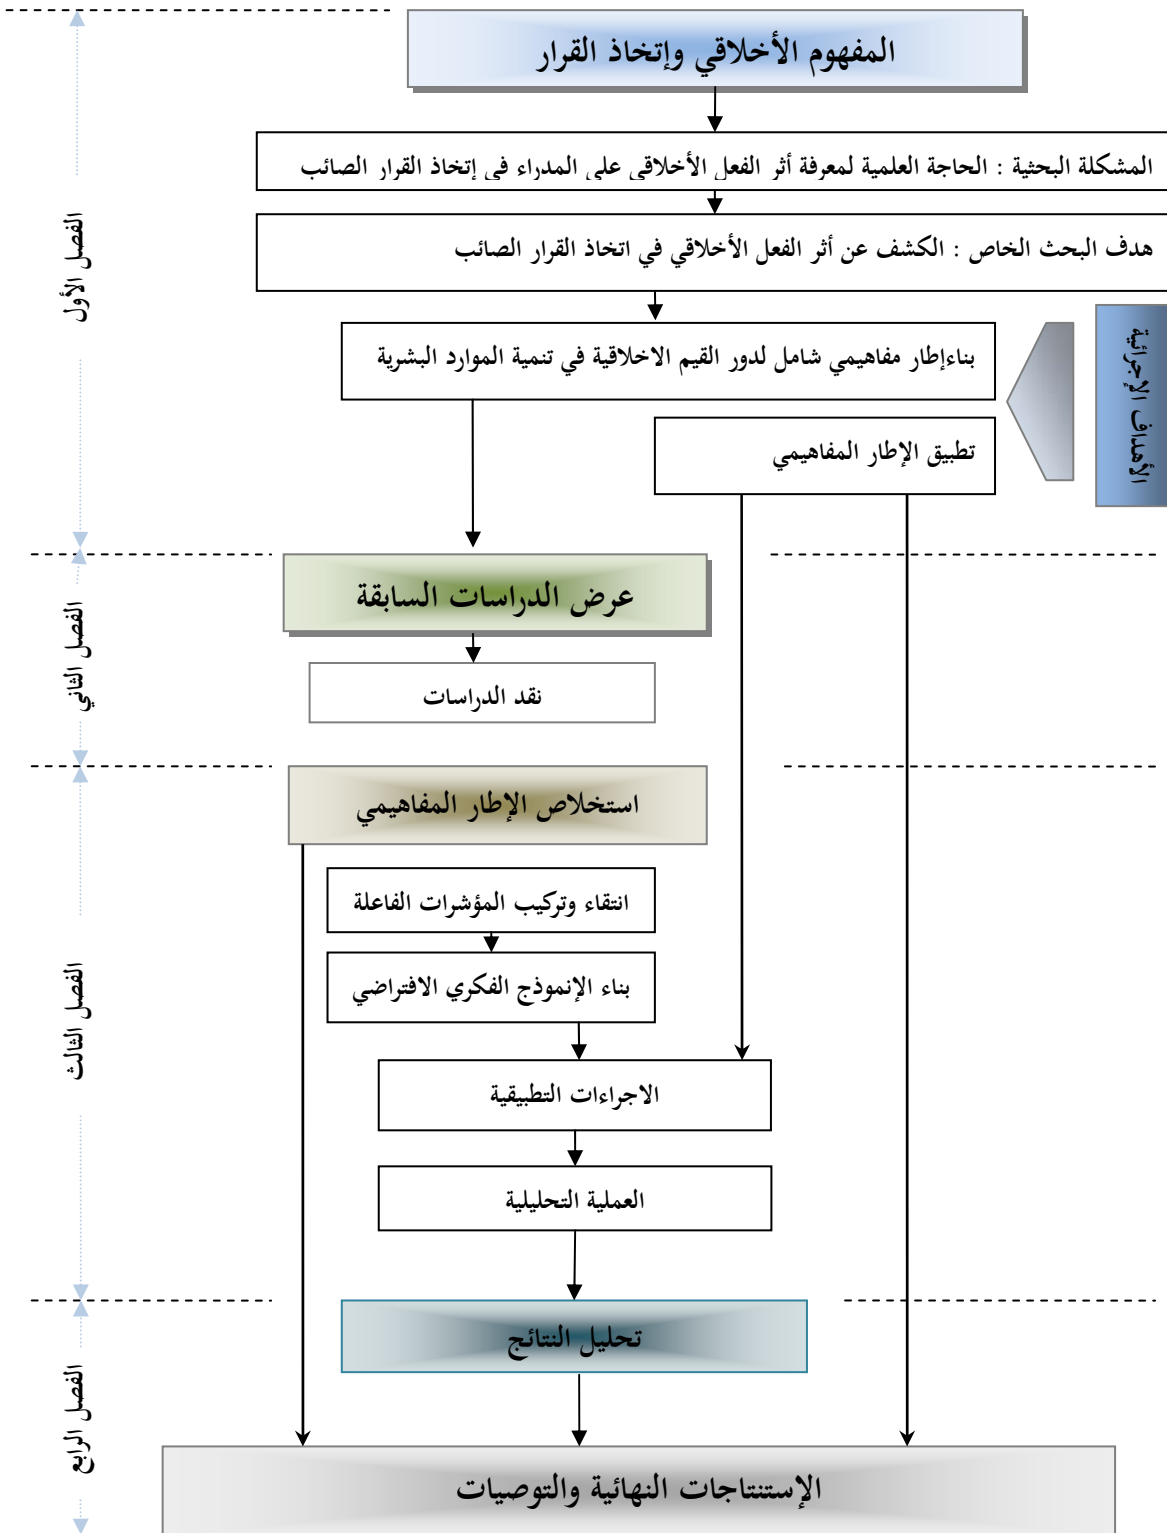 المفهوم الأخلاقي وإتخاذ القرار
المشكلة البحثية : الحاجة العلمية لمعرفة أثر الفعل الأخلاقي على المدراء في إتخاذ القرار الصائب
هدف البحث الخاص : الكشف عن أثر الفعل الأخلاقي في اتخاذ القرار الصائب
الفصل الأول
الأهداف الإجرائية
بناءإطار مفاهيمي شامل لدور القيم الاخلاقية في تنمية الموارد البشرية
تطبيق الإطار المفاهيمي
عرض الدراسات السابقة
الفصل الثاني
نقد الدراسات
استخلاص الإطار المفاهيمي
انتقاء وتركيب المؤشرات الفاعلة
بناء الإنموذج الفكري الافتراضي
الفصل الثالث
الاجراءات التطبيقية
العملية التحليلية
تحليل النتائج
الفصل الرابع
الإستنتاجات النهائية والتوصيات